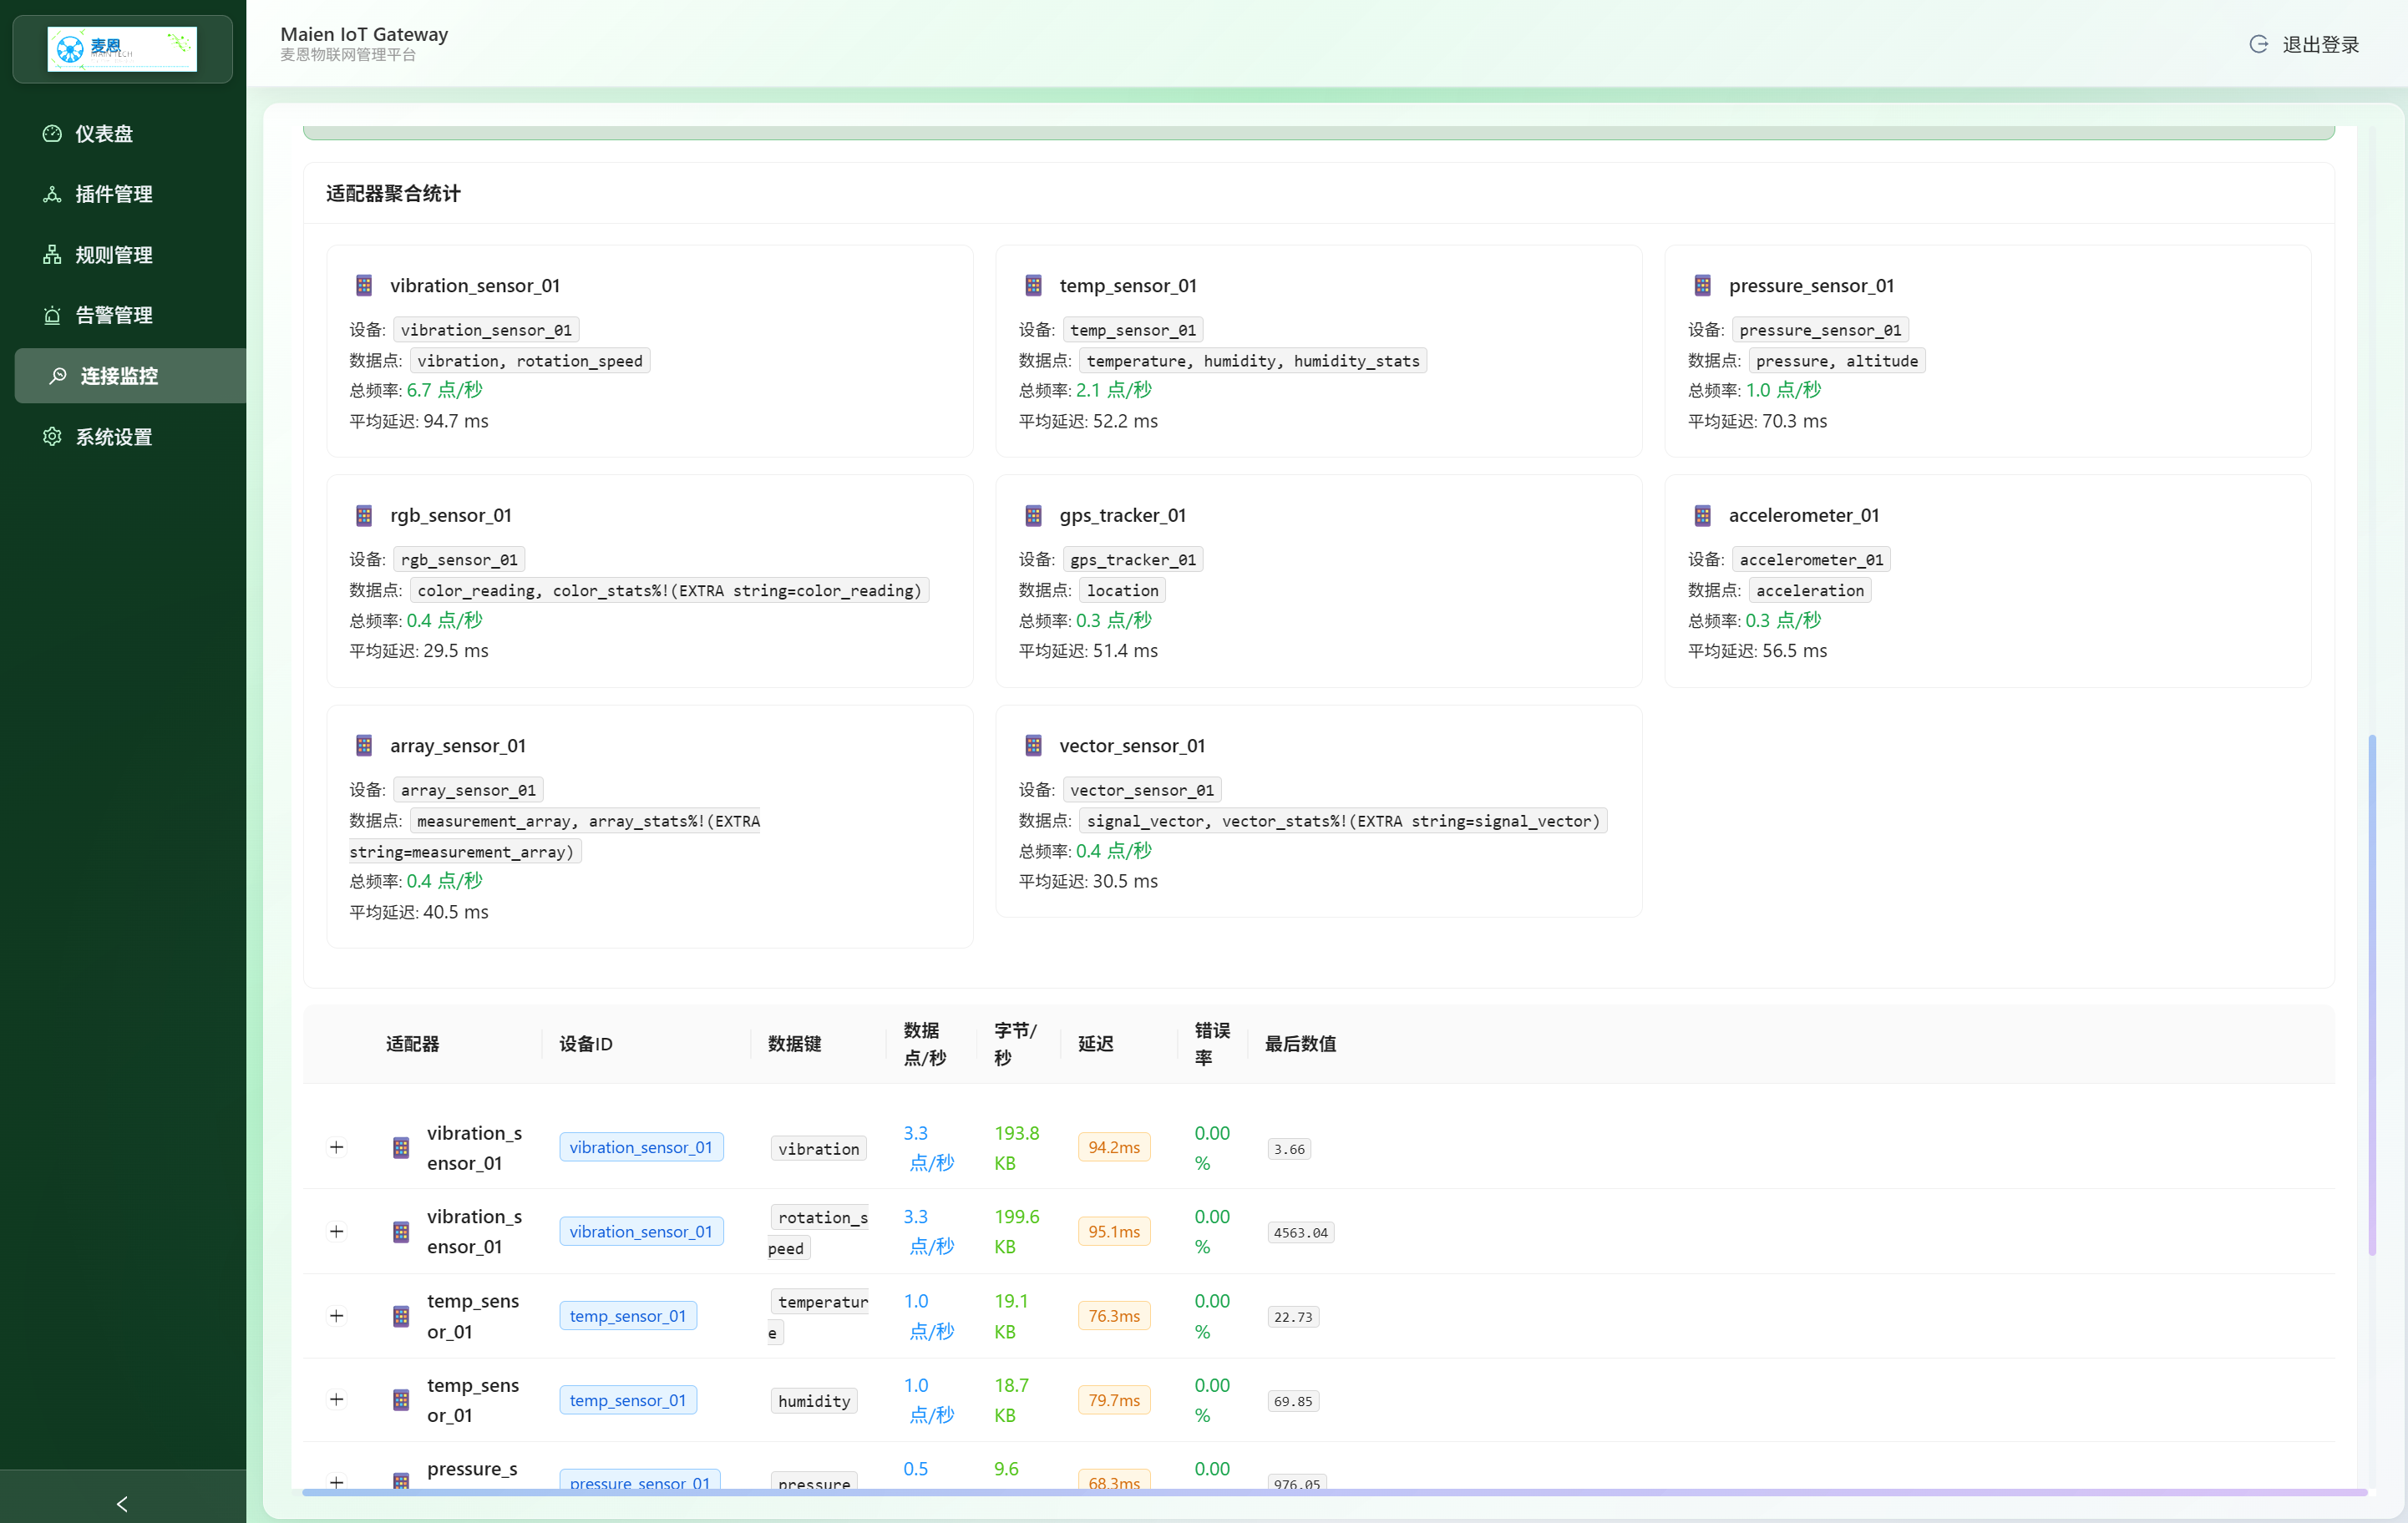 麦恩
MAIN TECH
Maien IoT Gateway
麦恩物联网管理平台
退出登录
仪表盘
插件管理
规则管理
告警管理
连接监控
系统设置
适配器聚合统计
vibration_sensor_01
设备: vibration_sensor_01
数据点: vibration, rotation_speed
总频率: 6.7 点/秒
平均延迟: 94.7 ms
temp_sensor_01
设备: temp_sensor_01
数据点: temperature, humidity, humidity_stats
总频率: 2.1 点/秒
平均延迟: 52.2 ms
pressure_sensor_01
设备: pressure_sensor_01
数据点: pressure, altitude
总频率: 1.0 点/秒
平均延迟: 70.3 ms
rgb_sensor_01
设备: rgb_sensor_01
数据点: color_reading, color_stats%!(EXTRA string=color_reading)
总频率: 0.4 点/秒
平均延迟: 29.5 ms
gps_tracker_01
设备: gps_tracker_01
数据点: location
总频率: 0.3 点/秒
平均延迟: 51.4 ms
accelerometer_01
设备: accelerometer_01
数据点: acceleration
总频率: 0.3 点/秒
平均延迟: 56.5 ms
array_sensor_01
设备: array_sensor_01
数据点: measurement_array, array_stats%!(EXTRA
string=measurement_array)
总频率: 0.4 点/秒
平均延迟: 40.5 ms
vector_sensor_01
设备: vector_sensor_01
数据点: signal_vector, vector_stats%!(EXTRA string=signal_vector)
总频率: 0.4 点/秒
平均延迟: 30.5 ms
适配器
设备ID
数据键
数据
点/秒
字节/
秒
延迟
错误
率
最后数值
vibration_s
ensor_01
vibration_sensor_01
vibration
3.3
点/秒
193.8
KB
94.2ms
0.00
%
3.66
vibration_s
ensor_01
vibration_sensor_01
rotation_s
peed
3.3
点/秒
199.6
KB
95.1ms
0.00
%
4563.04
temp_sens
or_01
temp_sensor_01
temperatur
e
1.0
点/秒
19.1
KB
76.3ms
0.00
%
22.73
temp_sens
or_01
temp_sensor_01
humidity
1.0
点/秒
18.7
KB
79.7ms
0.00
%
69.85
pressure_s
pressure_sensor_01
pressure
0.5
9.6
68.3ms
0.00
976.05